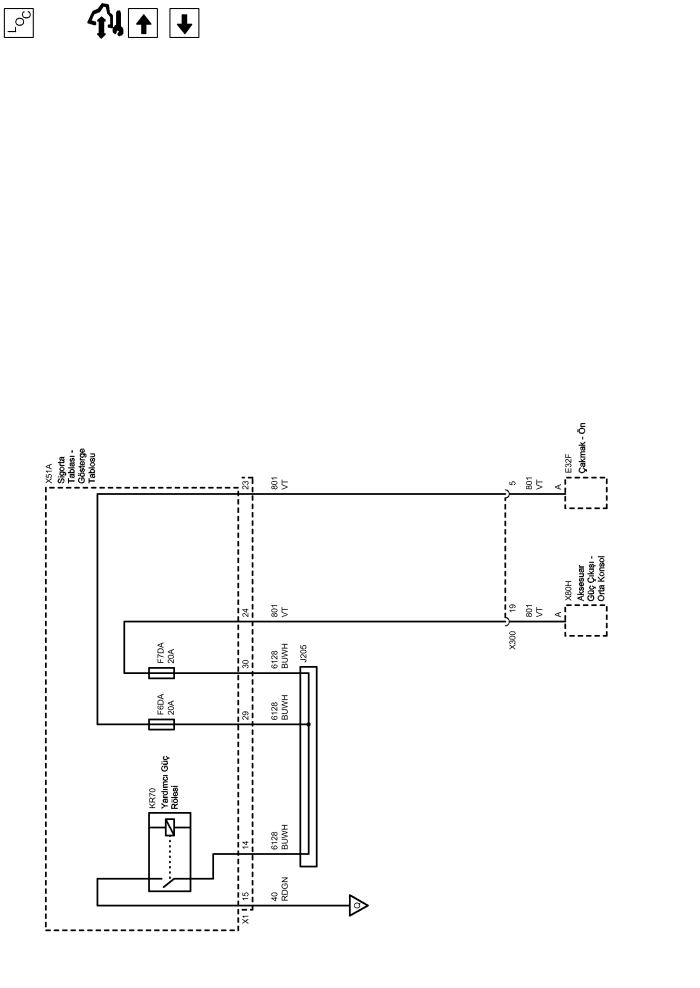 LOC
X51A
Sigorta
Tablası -
Gösterge
Tablosu
KR70
Yardımcı Güç
Rölesi
F6DA
20A
F7DA
20A
X1
15
14
29
30
24
23
40
RDGN
6128
BUWH
6128
BUWH
6128
BUWH
801
VT
801
VT
J205
Q
X300
19
5
801
VT
801
VT
A
A
X80H
Aksesuar
Güç Çıkışı -
Orta Konsol
E32F
Çakmak - Ön